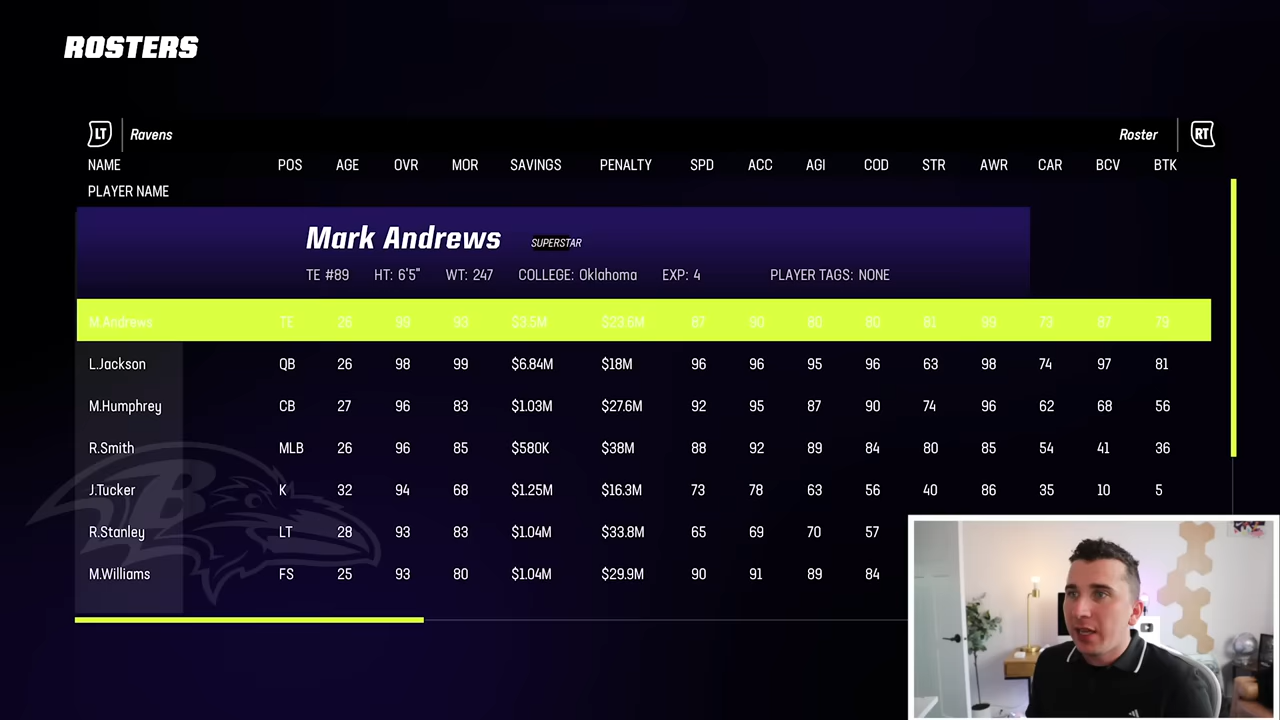 ROSTERS
LT Ravens Roster RT
NAME POS AGE OVR MOR SAVINGS PENALTY SPD ACC AGI COD STR AWR CAR BCV BTK
PLAYER NAME
Mark Andrews SUPERSTAR
TE #89 HT: 6'5" WT: 247 COLLEGE: Oklahoma EXP: 4 PLAYER TAGS: NONE
M.Andrews TE 26 99 93 $3.5M $23.6M 87 90 80 80 81 99 73 87 79
L.Jackson QB 26 98 99 $6.84M $18M 96 96 95 96 63 98 74 97 81
M.Humphrey CB 27 96 83 $1.03M $27.6M 92 95 87 90 74 96 62 68 56
R.Smith MLB 26 96 85 $580K $38M 88 92 89 84 80 85 54 41 36
J.Tucker K 32 94 68 $1.25M $16.3M 73 78 63 56 40 86 35 10 5
R.Stanley LT 28 93 83 $1.04M $33.8M 65 69 70 57
M.Williams FS 25 93 80 $1.04M $29.9M 90 91 89 84